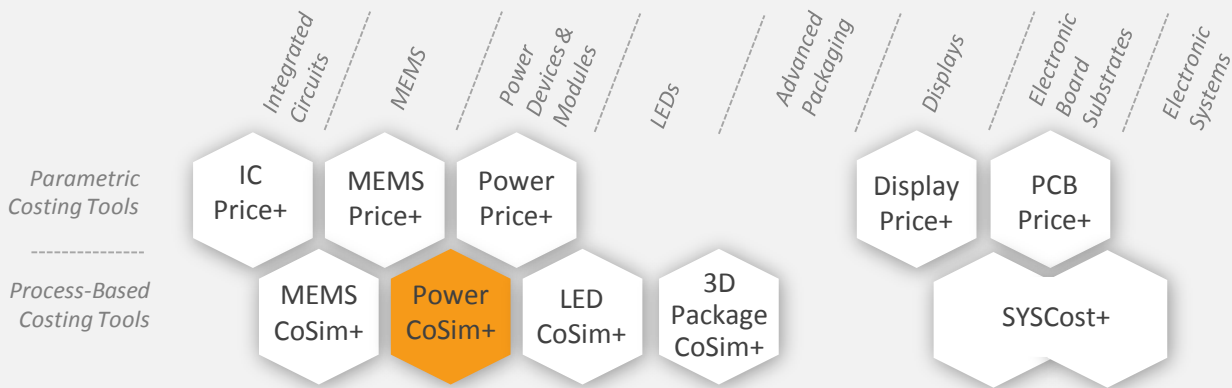 Integrated
Circuits
MEMS
Power
Devices &
Modules
LEDs
Advanced
Packaging
Displays
Electronic
Board
Substrates
Electronic
Systems
Parametric
Costing Tools
IC
Price+
MEMS
Price+
Power
Price+
Display
Price+
PCB
Price+
Process-Based
Costing Tools
MEMS
CoSim+
Power
CoSim+
LED
CoSim+
3D
Package
CoSim+
SYSCost+